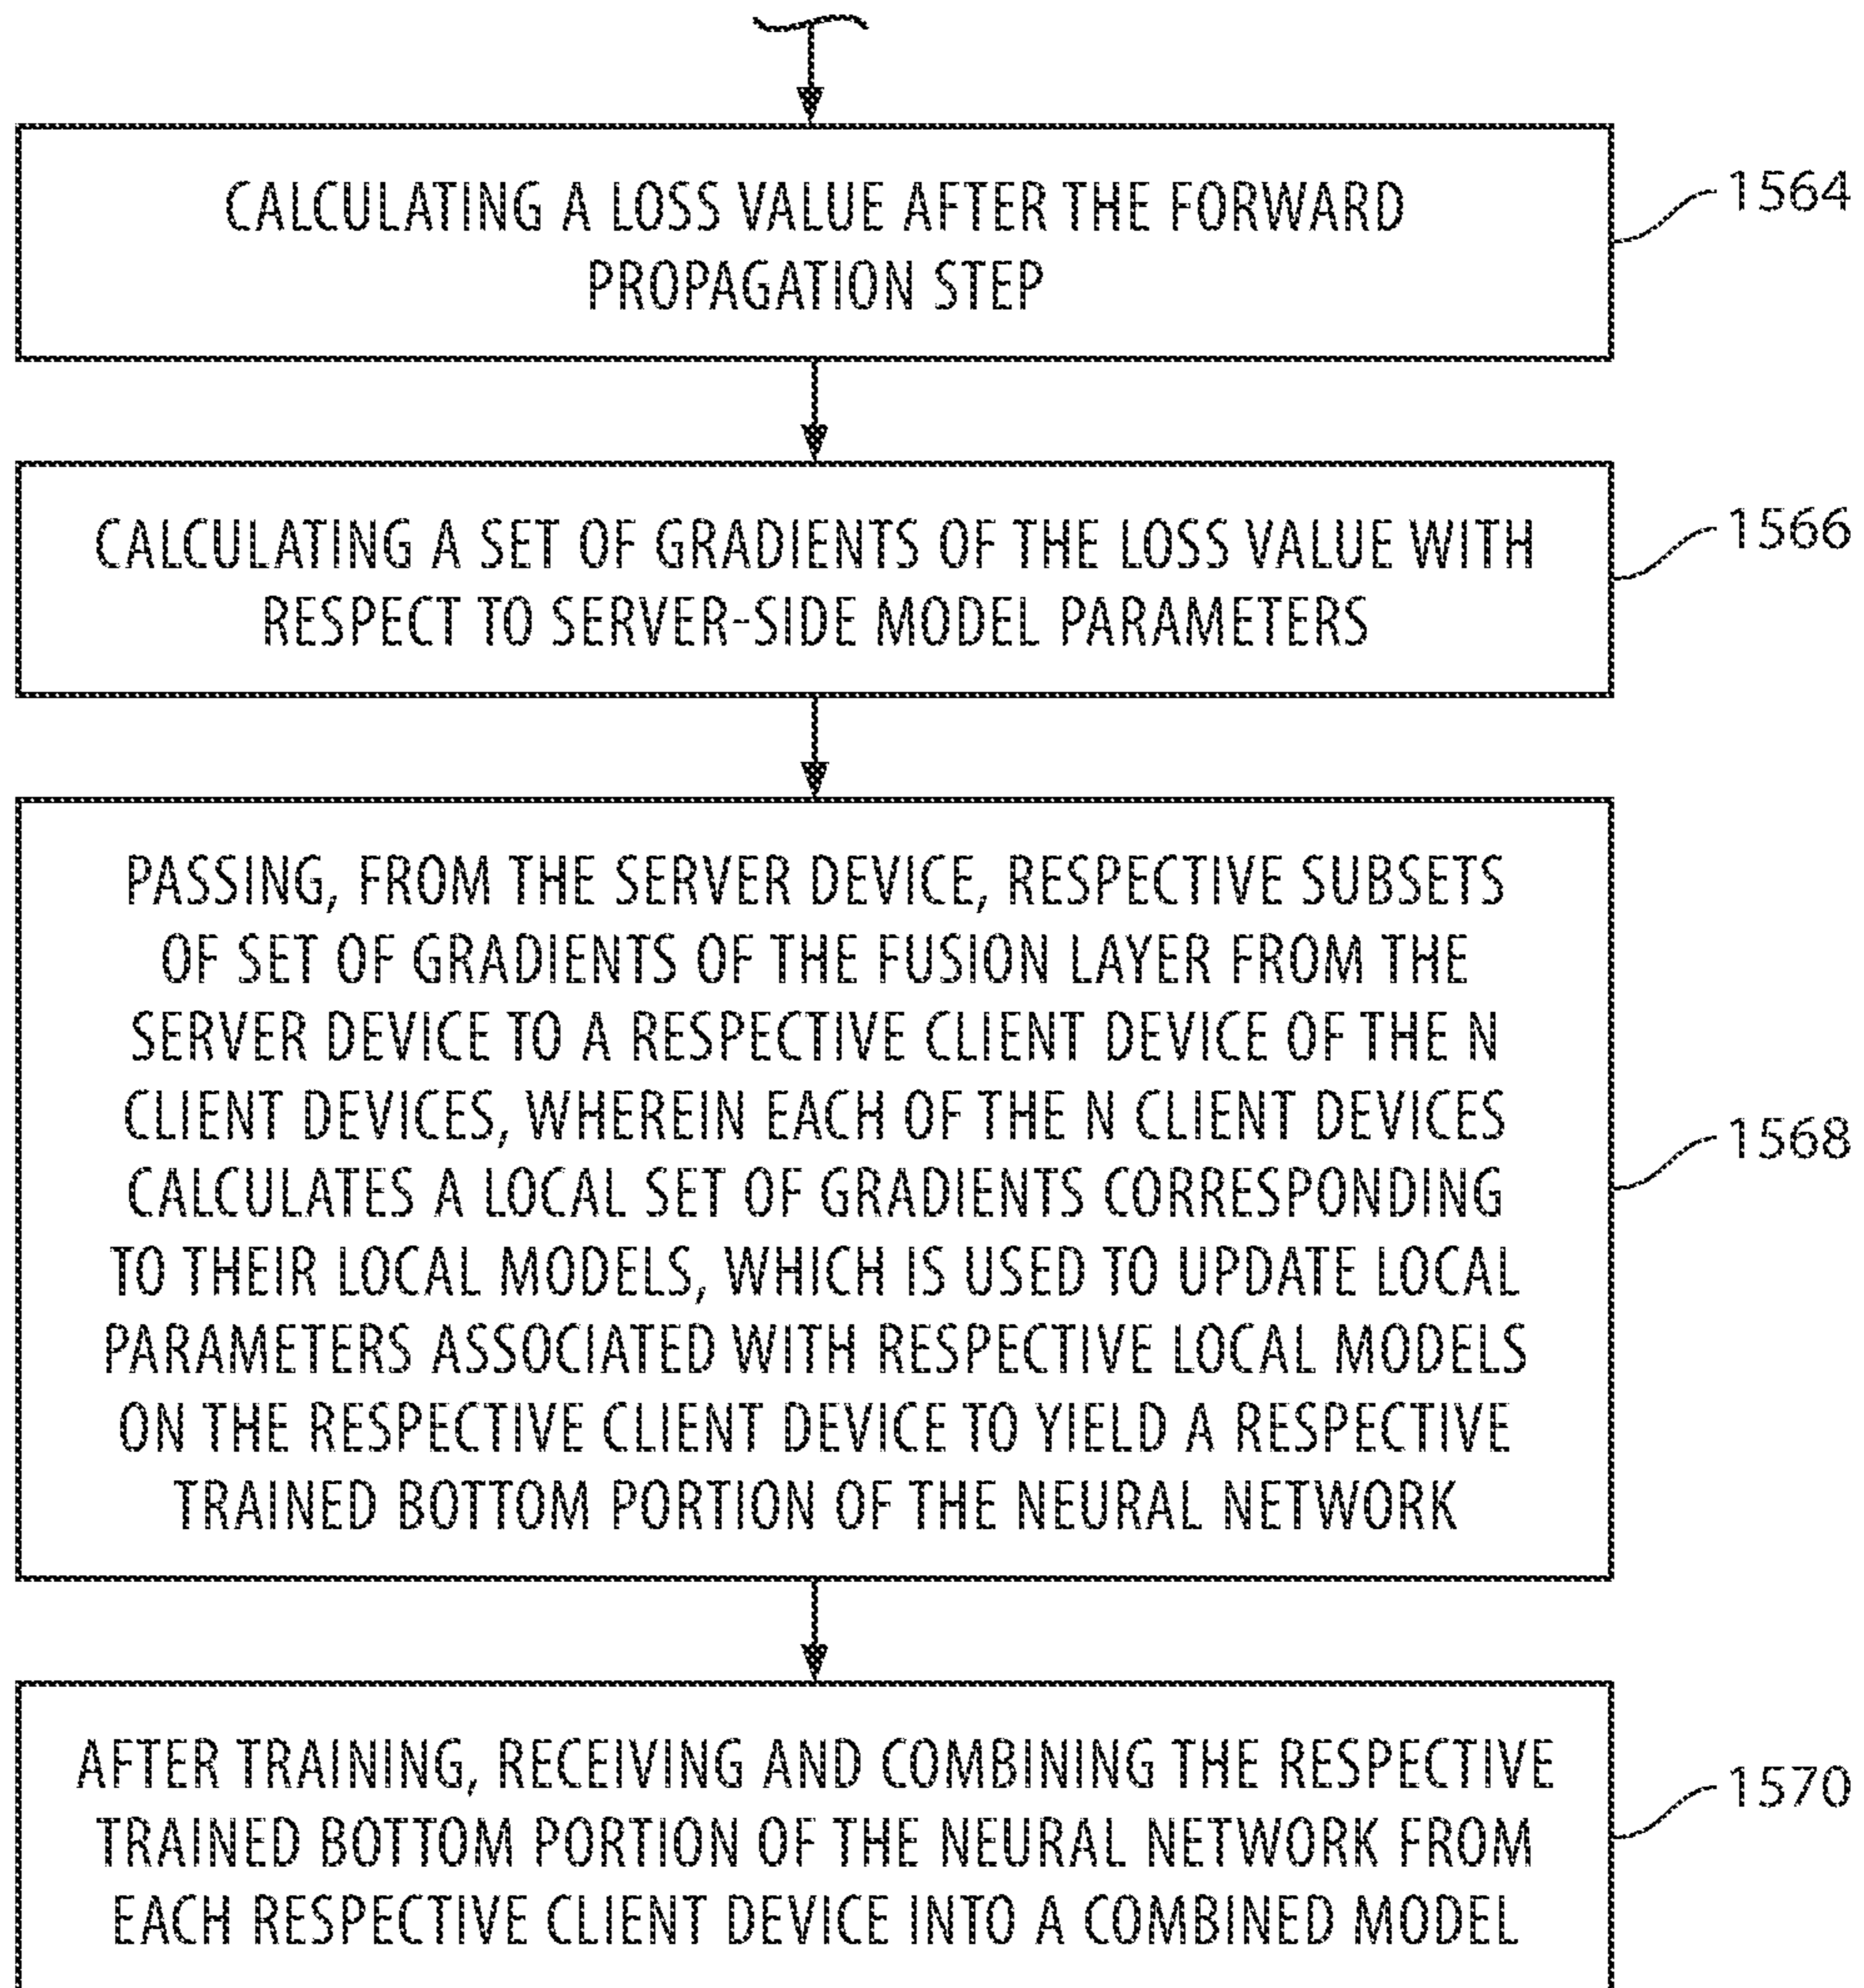 CALCULATING A LOSS VALUE AFTER THE FORWARD
PROPAGATION STEP
1564
CALCULATING A SET OF GRADIENTS OF THE LOSS VALUE WITH
RESPECT TO SERVER-SIDE MODEL PARAMETERS
1566
PASSING, FROM THE SERVER DEVICE, RESPECTIVE SUBSETS
OF SET OF GRADIENTS OF THE FUSION LAYER FROM THE
SERVER DEVICE TO A RESPECTIVE CLIENT DEVICE OF THE N
CLIENT DEVICES, WHEREIN EACH OF THE N CLIENT DEVICES
CALCULATES A LOCAL SET OF GRADIENTS CORRESPONDING
TO THEIR LOCAL MODELS, WHICH IS USED TO UPDATE LOCAL
PARAMETERS ASSOCIATED WITH RESPECTIVE LOCAL MODELS
ON THE RESPECTIVE CLIENT DEVICE TO YIELD A RESPECTIVE
TRAINED BOTTOM PORTION OF THE NEURAL NETWORK
1568
AFTER TRAINING, RECEIVING AND COMBINING THE RESPECTIVE
TRAINED BOTTOM PORTION OF THE NEURAL NETWORK FROM
EACH RESPECTIVE CLIENT DEVICE INTO A COMBINED MODEL
1570